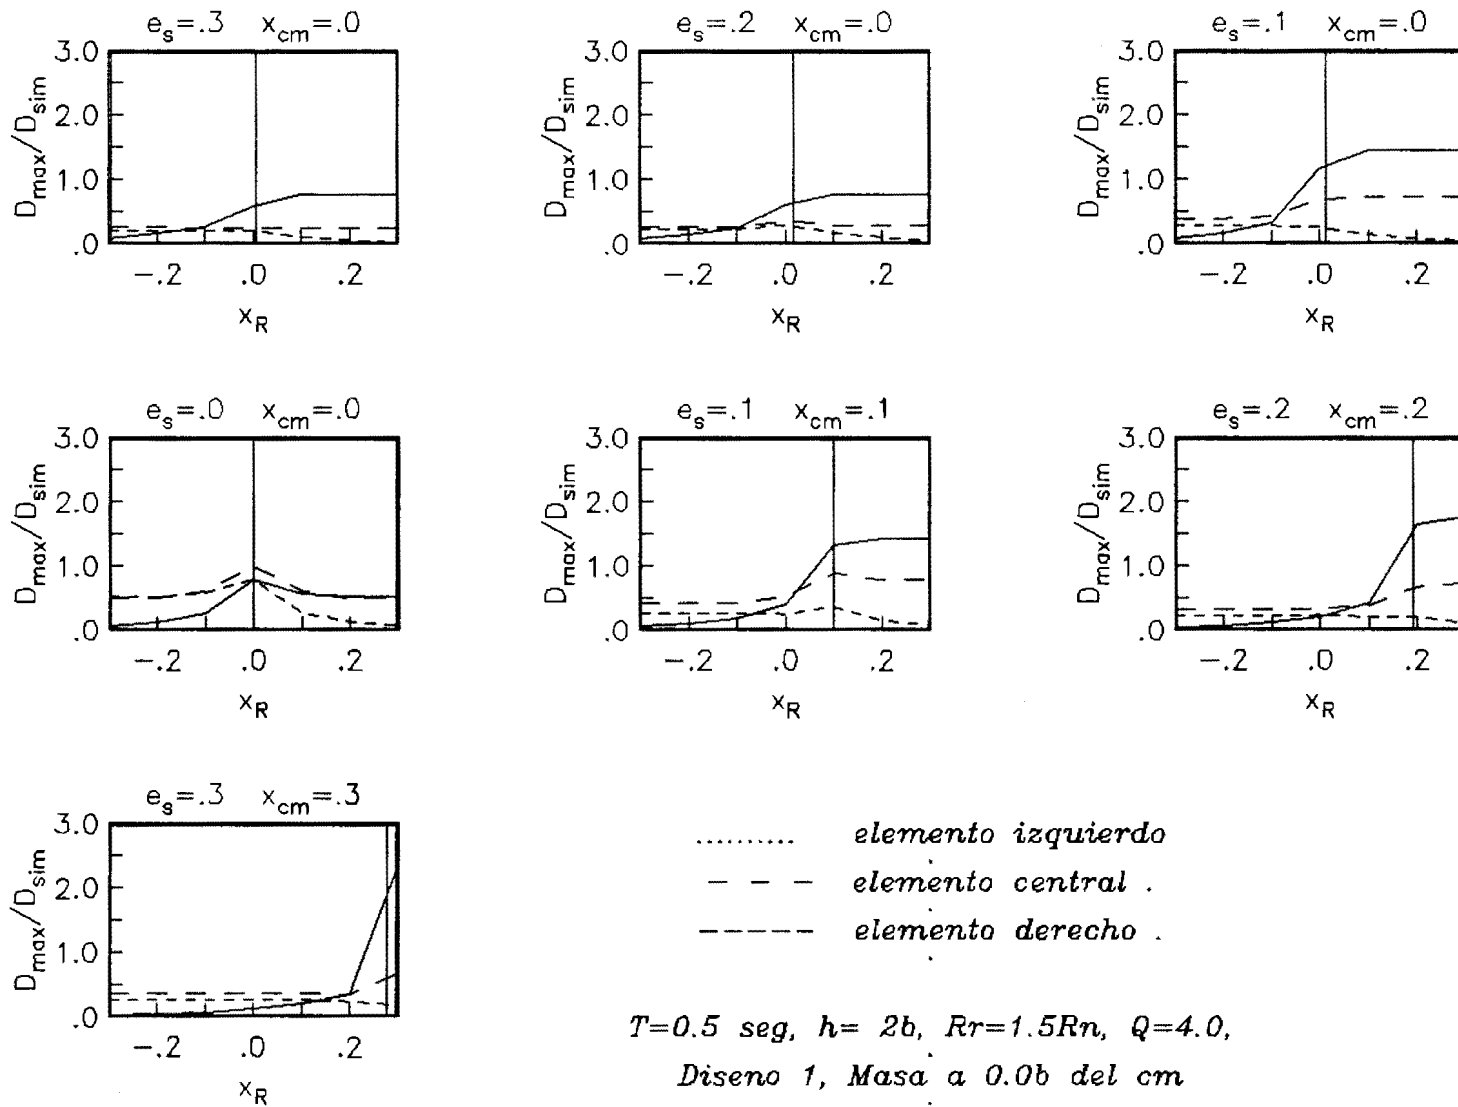 e_s=.3 x_cm=.0
3.0
2.0
1.0
.0
D_max/D_sim
-.2 .0 .2
x_R
e_s=.2 x_cm=.0
3.0
2.0
1.0
.0
D_max/D_sim
-.2 .0 .2
x_R
e_s=.1 x_cm=.0
3.0
2.0
1.0
.0
D_max/D_sim
-.2 .0 .2
x_R
e_s=.0 x_cm=.0
3.0
2.0
1.0
.0
D_max/D_sim
-.2 .0 .2
x_R
e_s=.1 x_cm=.1
3.0
2.0
1.0
.0
D_max/D_sim
-.2 .0 .2
x_R
e_s=.2 x_cm=.2
3.0
2.0
1.0
.0
D_max/D_sim
-.2 .0 .2
x_R
e_s=.3 x_cm=.3
3.0
2.0
1.0
.0
D_max/D_sim
-.2 .0 .2
x_R
elemento izquierdo
elemento central .
elemento derecho .
T=0.5 seg, h= 2b, Rr=1.5Rn, Q=4.0,
Diseno 1, Masa a 0.0b del cm